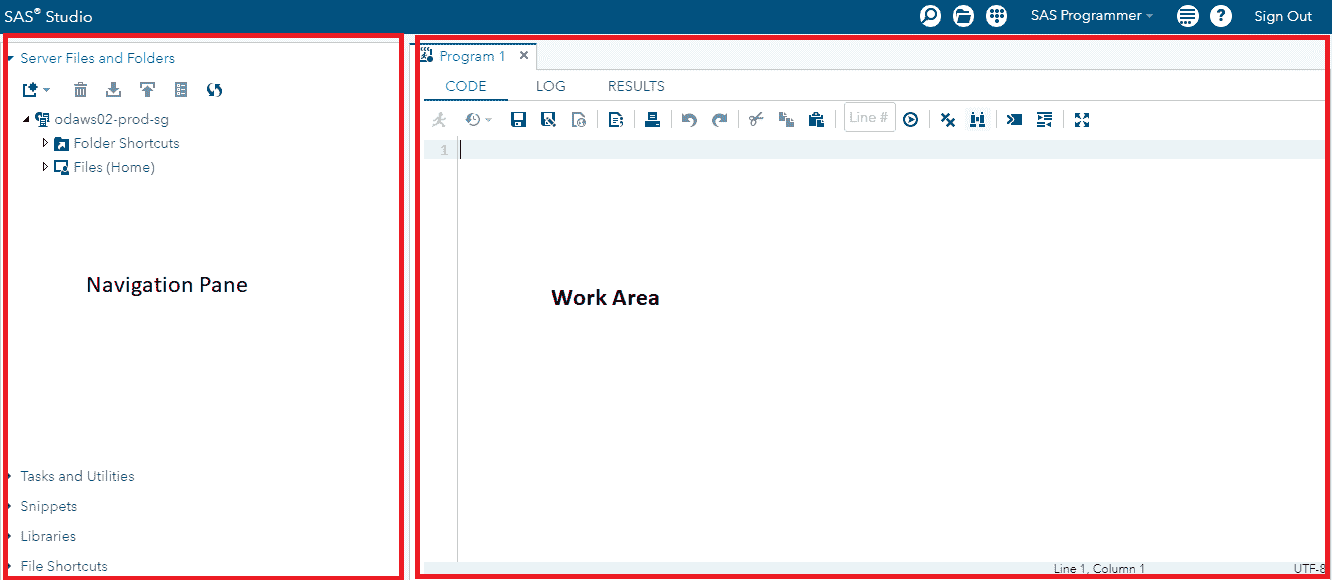 SAS® Studio
SAS Programmer
Sign Out
Server Files and Folders
odaws02-prod-sg
Folder Shortcuts
Files (Home)
Navigation Pane
Tasks and Utilities
Snippets
Libraries
File Shortcuts
Program 1
CODE LOG RESULTS
Line #
1
Work Area
Line 1, Column 1
UTF-8